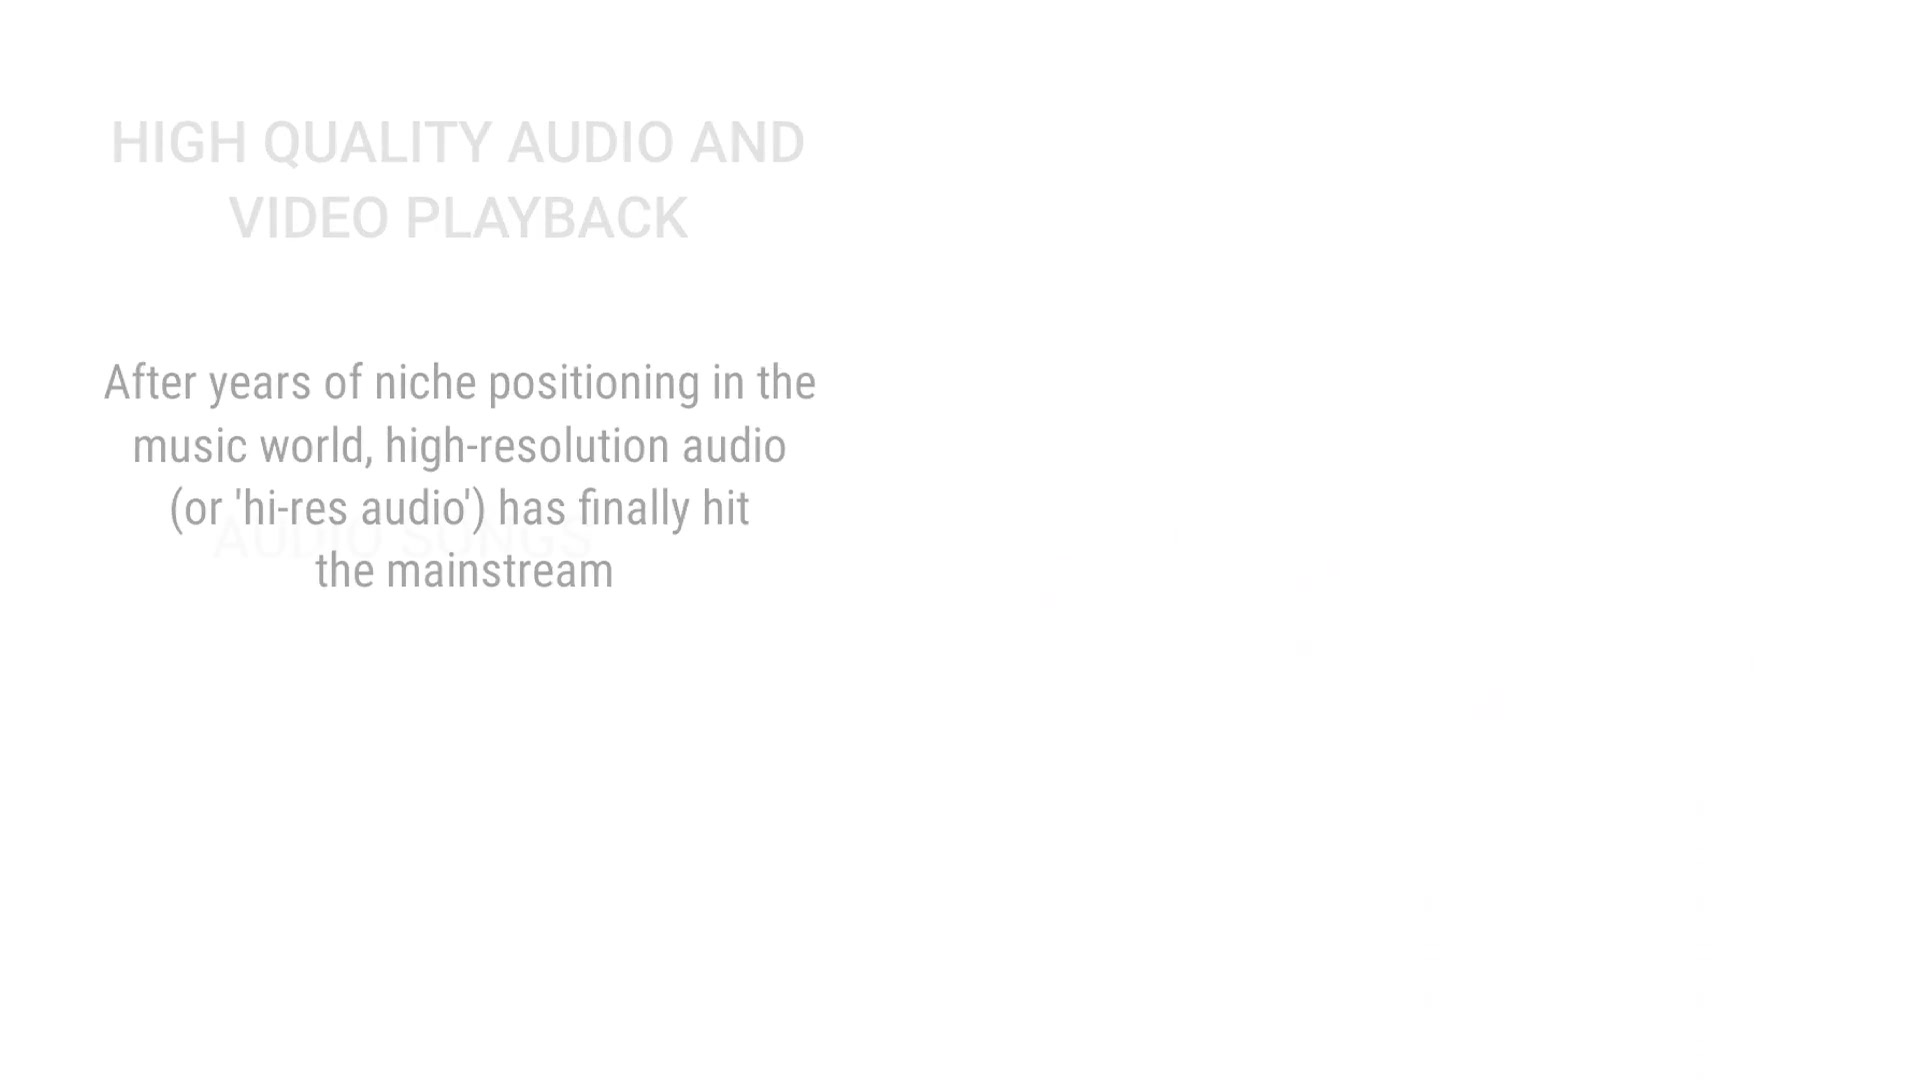 HIGH QUALITY AUDIO AND
VIDEO PLAYBACK
After years of niche positioning in the
music world, high-resolution audio
(or 'hi-res audio') has finally hit
AUDIO SONGS
the mainstream